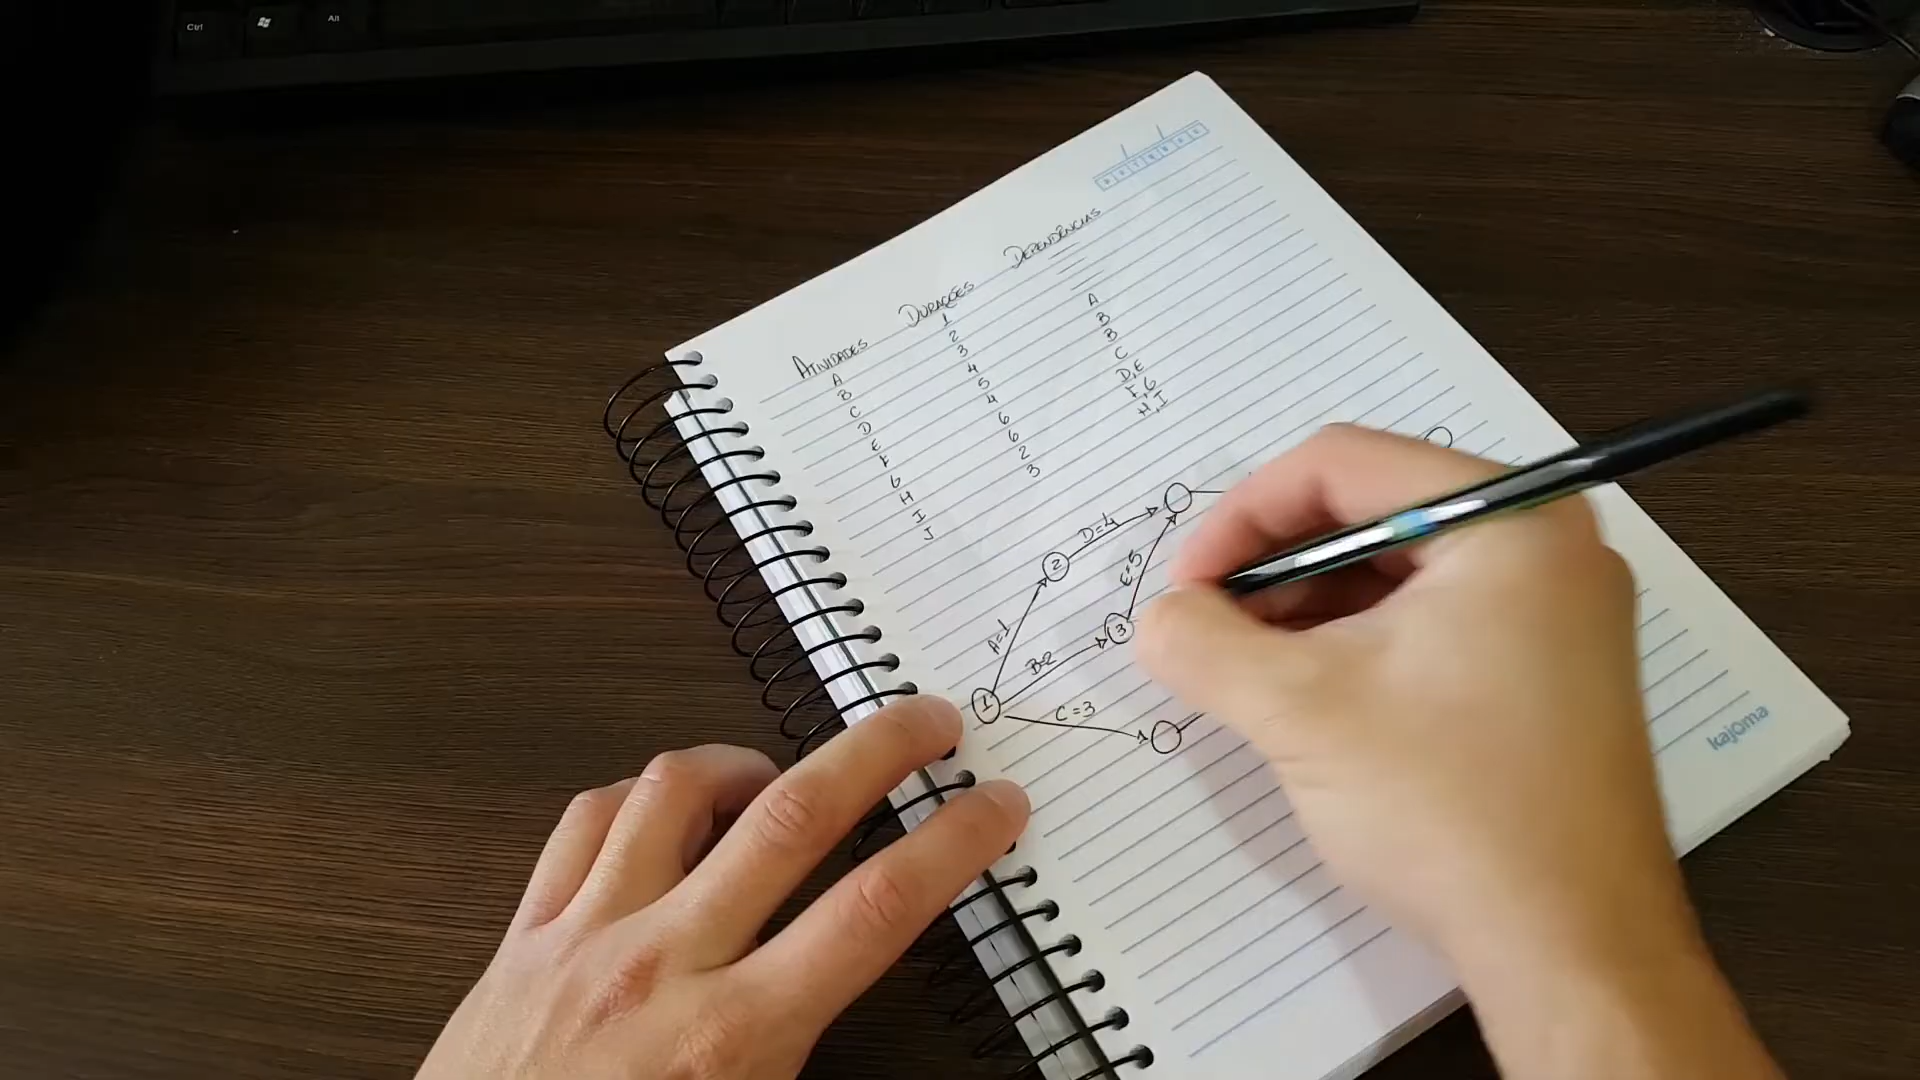 Ctrl Alt
ATIVIDADES DURAÇÕES DEPENDÊNCIAS
A 1
B 2
C 3
D 4 A
E 5 B
F 4 B
G 6 C
H 6 D,E
I 2 F,G
J 3 H,I
D=4
2
E=5
A=1
3
B=2
1
C=3
kajoma